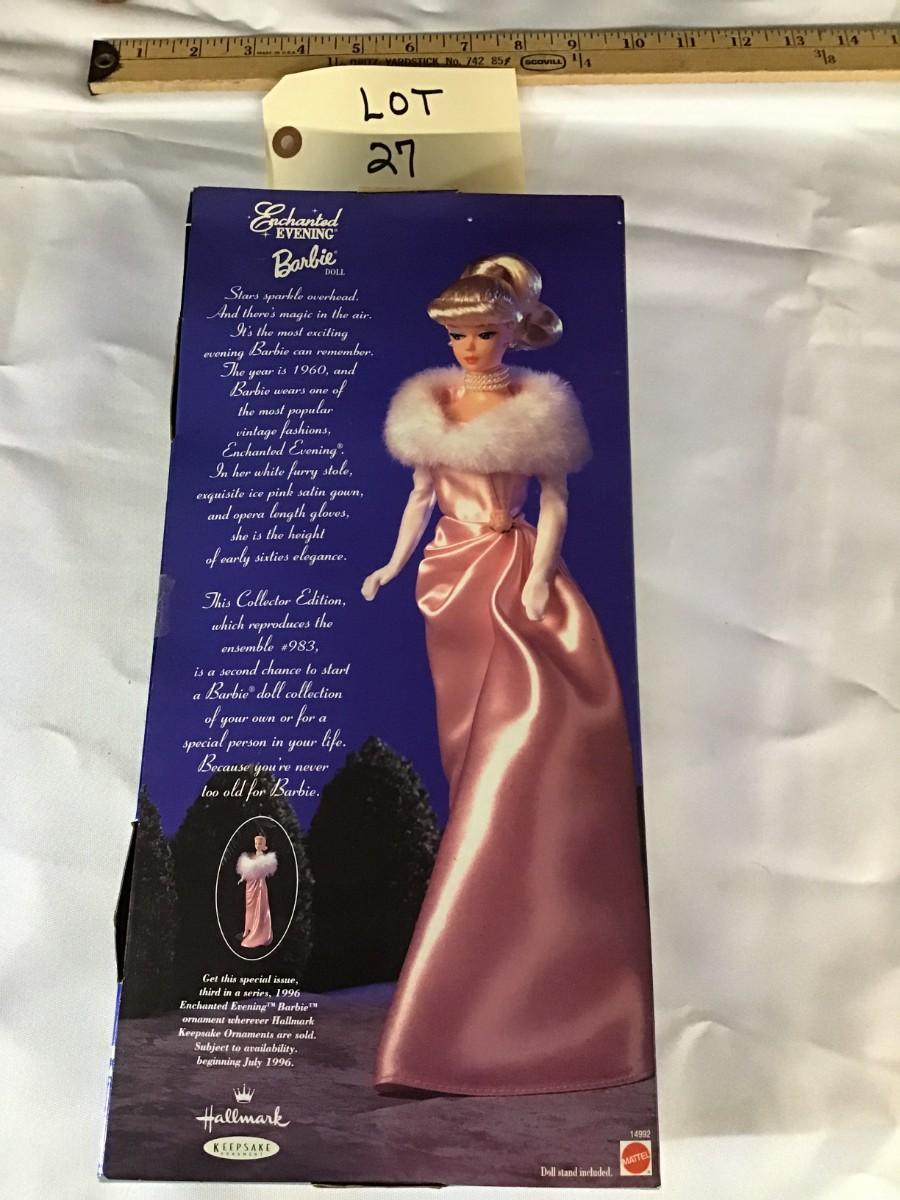 1 2 3 4 5 6 7 8 9 10 11 12 13 14 1
MADE IN U.S.A.
YARDSTICK No. 742 85¢ SCOVILL 1/4 3/8
LOT
27
Enchanted
EVENING®
Barbie®
DOLL
Stars sparkle overhead.
And there's magic in the air.
It's the most exciting
evening Barbie can remember.
The year is 1960, and
Barbie wears one of
the most popular
vintage fashions,
Enchanted Evening®.
In her white furry stole,
exquisite ice pink satin gown,
and opera length gloves,
she is the height
of early sixties elegance.
This Collector Edition,
which reproduces the
ensemble #983,
is a second chance to start
a Barbie® doll collection
of your own or for a
special person in your life.
Because you're never
too old for Barbie.
Get this special issue,
third in a series, 1996
Enchanted Evening™ Barbie™
ornament wherever Hallmark
Keepsake Ornaments are sold.
Subject to availability.
beginning July 1996.
Hallmark
KEEPSAKE
ORNAMENT
14992
MATTEL
Doll stand included.